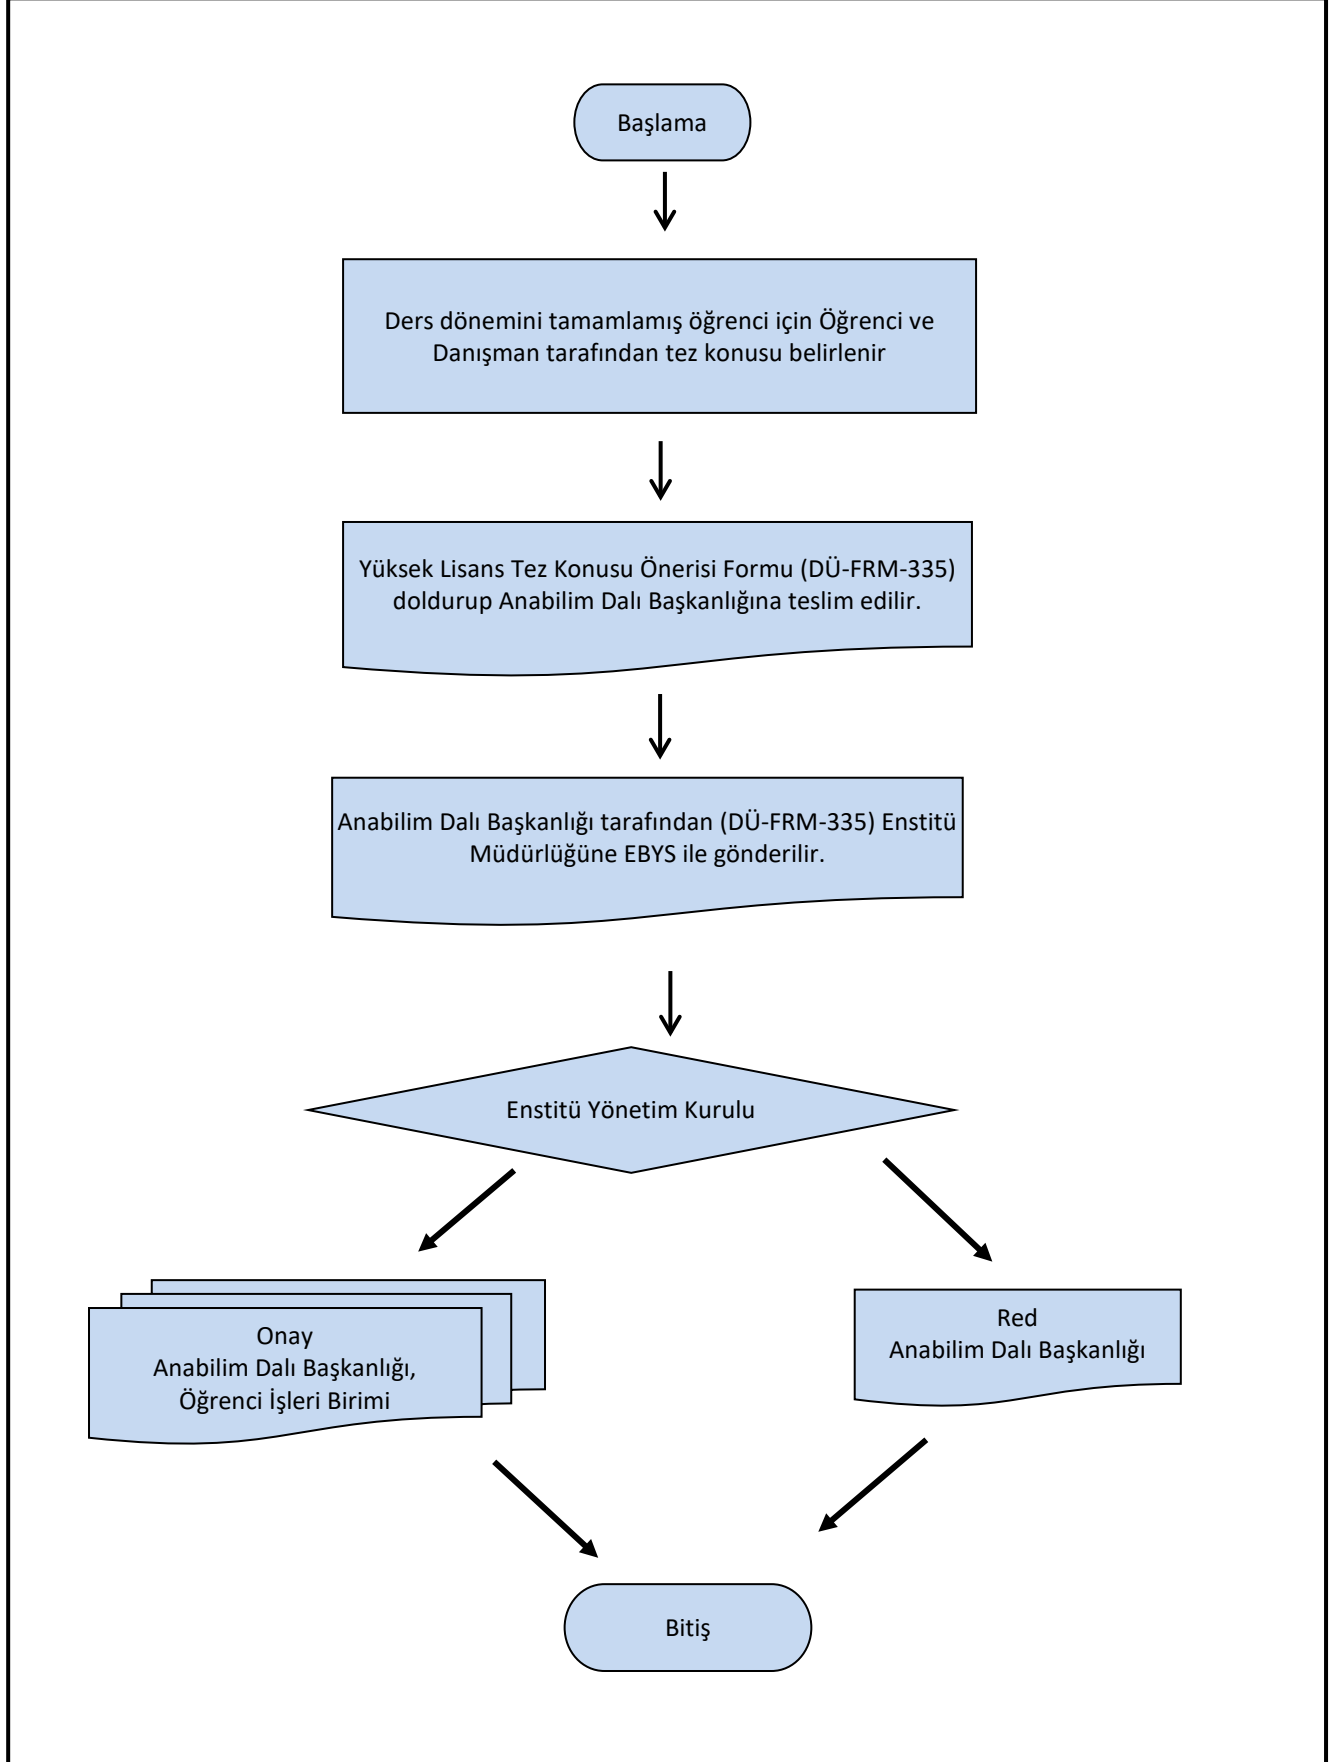 Başlama
Ders dönemini tamamlamış öğrenci için Öğrenci ve
Danışman tarafından tez konusu belirlenir
Yüksek Lisans Tez Konusu Önerisi Formu (DÜ-FRM-335)
doldurup Anabilim Dalı Başkanlığına teslim edilir.
Anabilim Dalı Başkanlığı tarafından (DÜ-FRM-335) Enstitü
Müdürlüğüne EBYS ile gönderilir.
Enstitü Yönetim Kurulu
Onay
Anabilim Dalı Başkanlığı,
Öğrenci İşleri Birimi
Red
Anabilim Dalı Başkanlığı
Bitiş